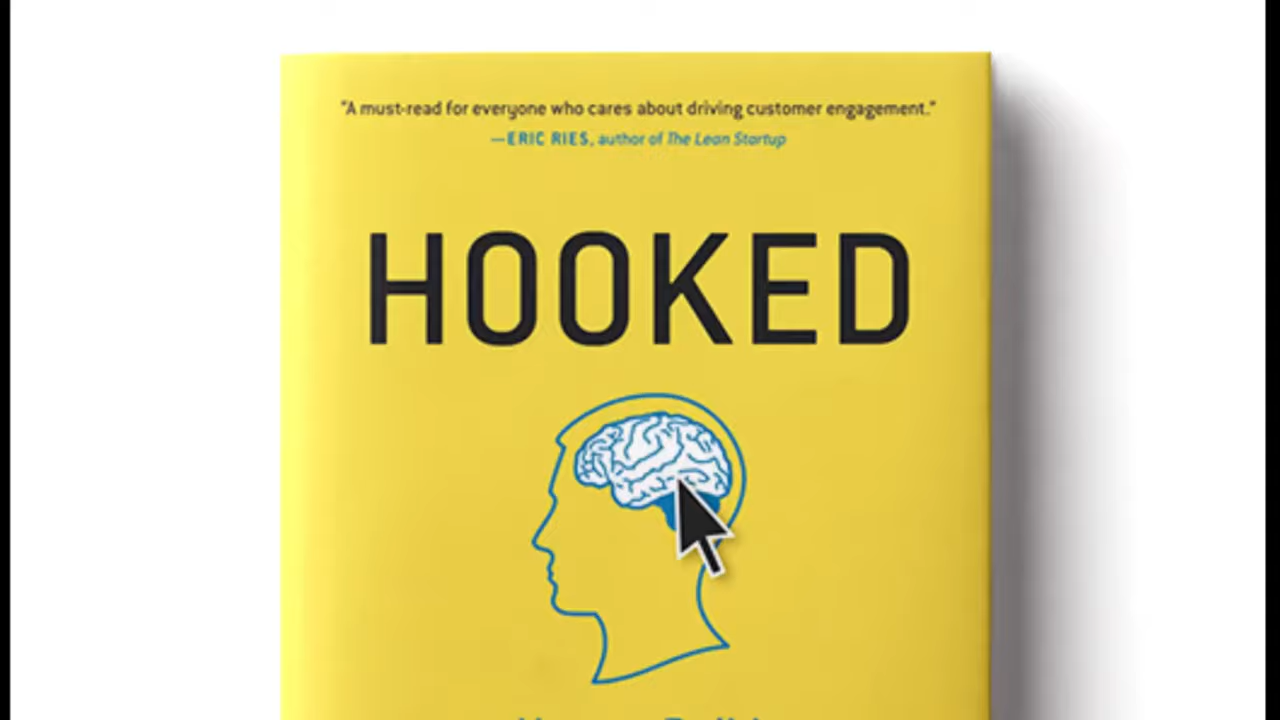 "A must-read for everyone who cares about driving customer engagement."
—ERIC RIES, author of The Lean Startup
HOOKED